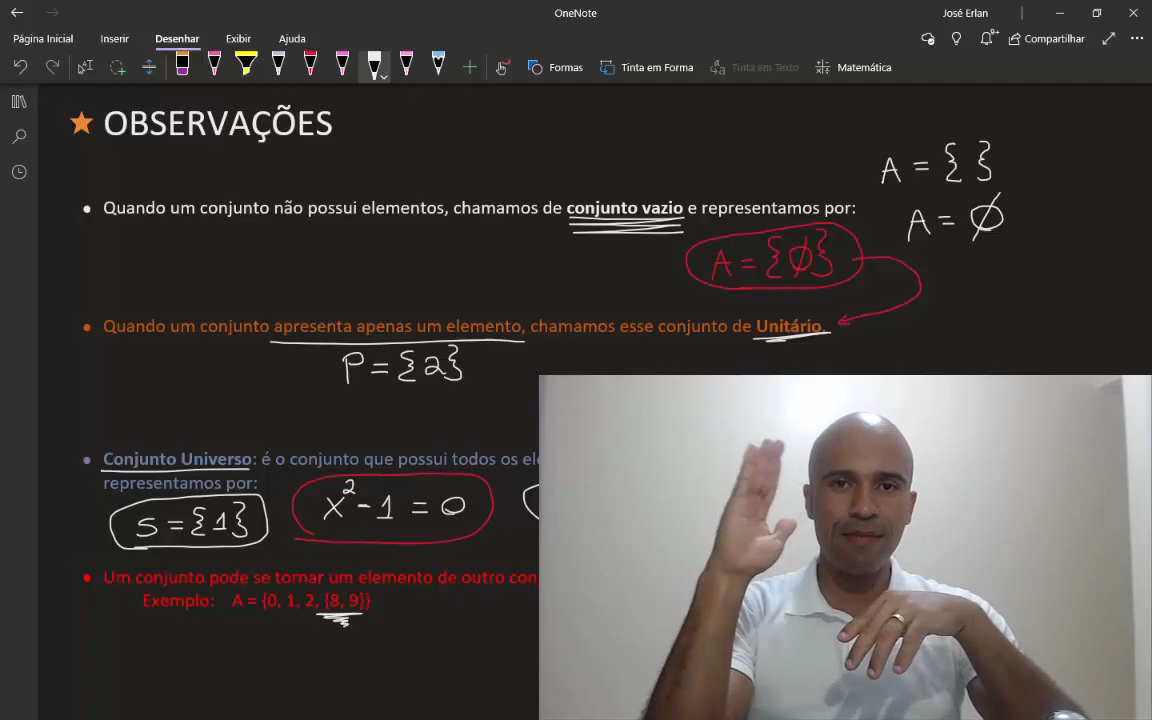 OneNote
José Erlan
Página Inicial Inserir Desenhar Exibir Ajuda
9+ Compartilhar
Formas Tinta em Forma Tinta em Texto Matemática
OBSERVAÇÕES
A = { }
Quando um conjunto não possui elementos, chamamos de conjunto vazio e representamos por:
A = ∅
A = {∅}
Quando um conjunto apresenta apenas um elemento, chamamos esse conjunto de Unitário.
P = {2}
Conjunto Universo: é o conjunto que possui todos os
representamos por:
S = {1} x² - 1 = 0
Um conjunto pode se tornar um elemento de outro
Exemplo: A = {0, 1, 2, {8, 9}}